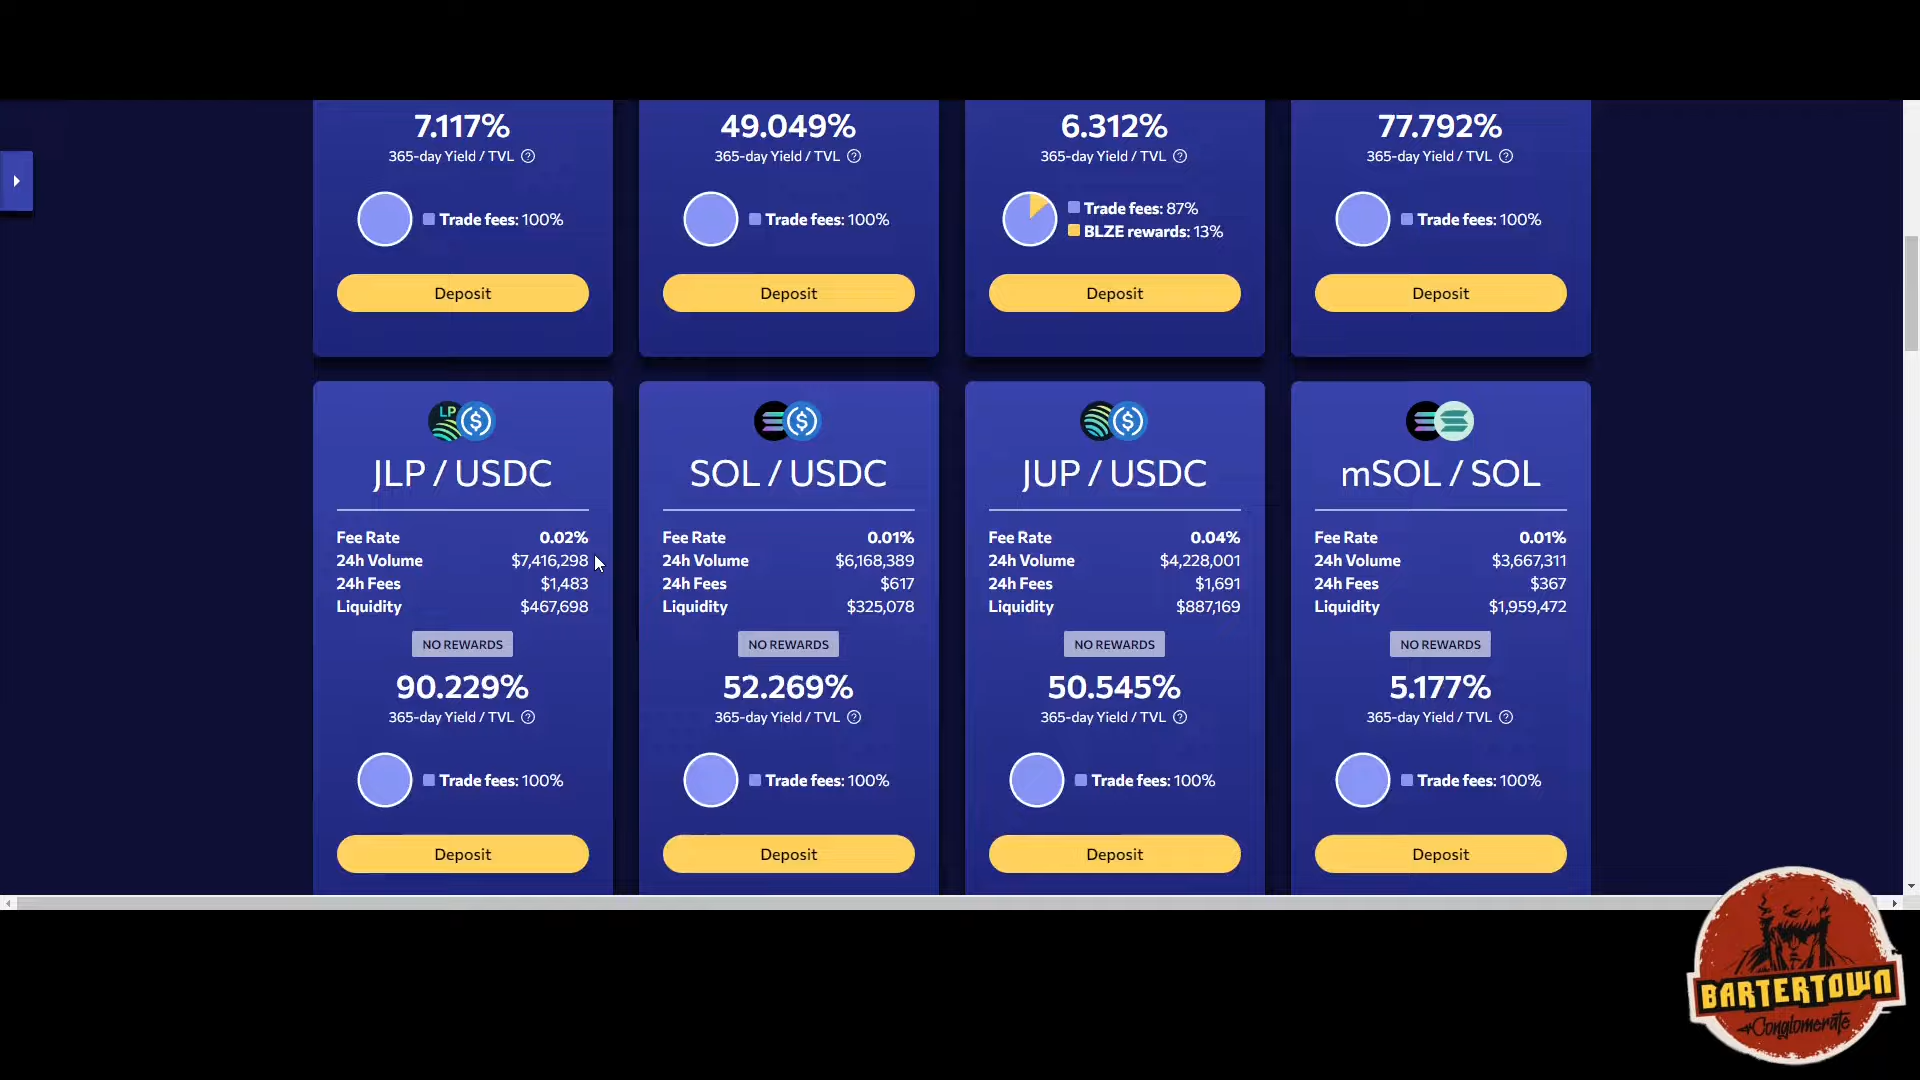 7.117%
365-day Yield / TVL
Trade fees: 100%
Deposit
49.049%
365-day Yield / TVL
Trade fees: 100%
Deposit
6.312%
365-day Yield / TVL
Trade fees: 87%
BLZE rewards: 13%
Deposit
77.792%
365-day Yield / TVL
Trade fees: 100%
Deposit
LP
JLP / USDC
Fee Rate 0.02%
24h Volume $7,416,298
24h Fees $1,483
Liquidity $467,698
NO REWARDS
90.229%
365-day Yield / TVL
Trade fees: 100%
Deposit
SOL / USDC
Fee Rate 0.01%
24h Volume $6,168,389
24h Fees $617
Liquidity $325,078
NO REWARDS
52.269%
365-day Yield / TVL
Trade fees: 100%
Deposit
JUP / USDC
Fee Rate 0.04%
24h Volume $4,228,001
24h Fees $1,691
Liquidity $887,169
NO REWARDS
50.545%
365-day Yield / TVL
Trade fees: 100%
Deposit
mSOL / SOL
Fee Rate 0.01%
24h Volume $3,667,311
24h Fees $367
Liquidity $1,959,472
NO REWARDS
5.177%
365-day Yield / TVL
Trade fees: 100%
Deposit
BARTERTOWN
Conglomerate